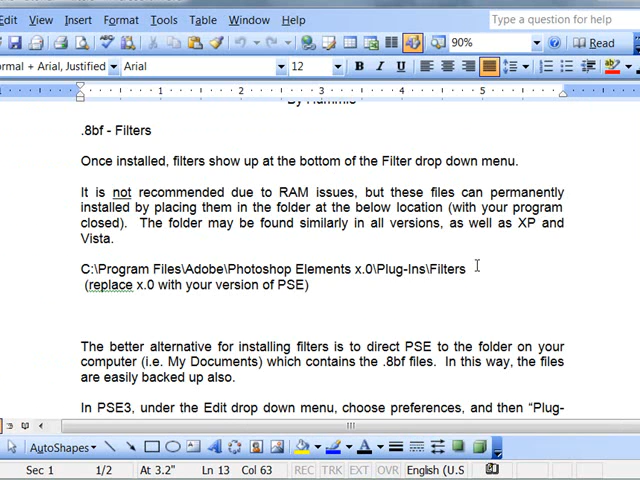 Edit View Insert Format Tools Table Window Help Type a question for help
90% Read
ormal + Arial, Justified Arial 12 B I U
1 2 3 4 5
.8bf - Filters
Once installed, filters show up at the bottom of the Filter drop down menu.
It is not recommended due to RAM issues, but these files can permanently
installed by placing them in the folder at the below location (with your program
closed). The folder may be found similarly in all versions, as well as XP and
Vista.
C:\Program Files\Adobe\Photoshop Elements x.0\Plug-Ins\Filters
(replace x.0 with your version of PSE)
The better alternative for installing filters is to direct PSE to the folder on your
computer (i.e. My Documents) which contains the .8bf files. In this way, the files
are easily backed up also.
In PSE3, under the Edit drop down menu, choose preferences, and then “Plug-
AutoShapes
Sec 1 1/2 At 3.2" Ln 13 Col 63 REC TRK EXT OVR English (U.S